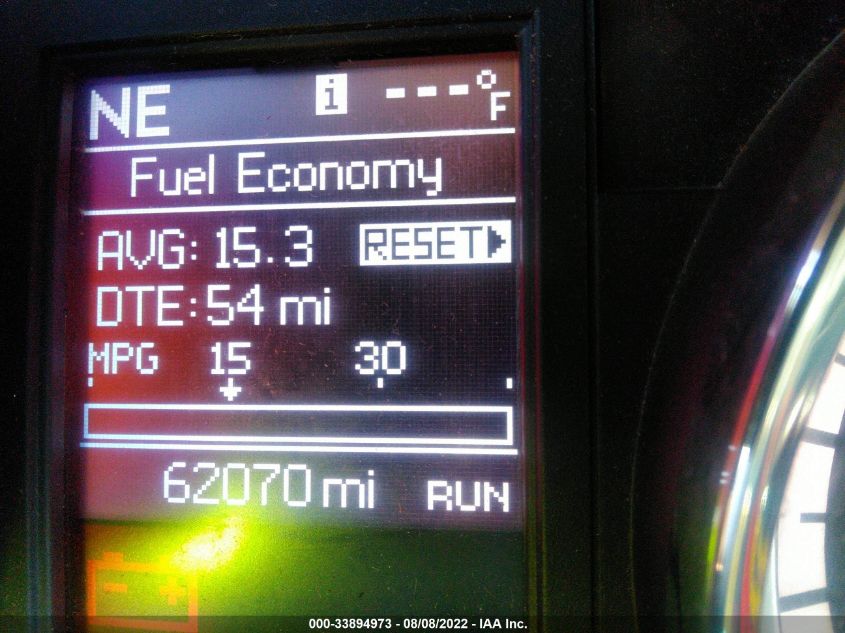 NE i ---°F
Fuel Economy
AVG: 15.3 RESET
DTE: 54 mi
MPG 15 30
62070 mi RUN
- +
000-33894973 - 08/08/2022 - IAA Inc.